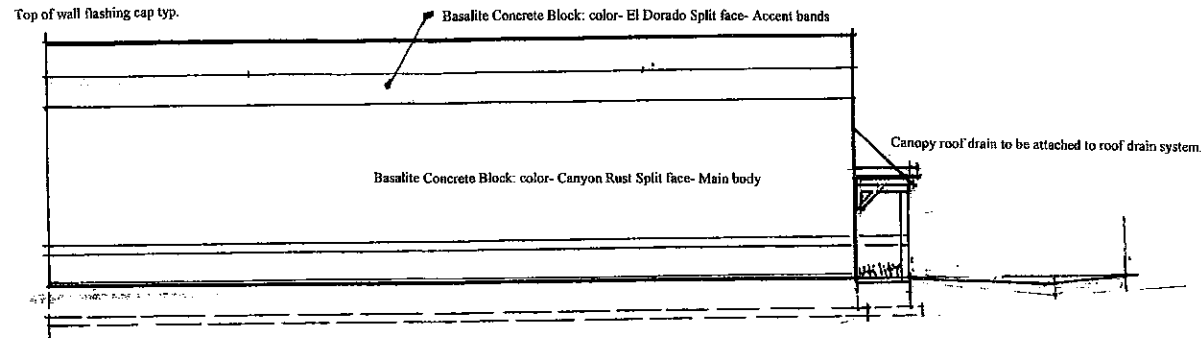 Top of wall flashing cap typ.
Basalite Concrete Block: color- El Dorado Split face- Accent bands
Canopy roof drain to be attached to roof drain system.
Basalite Concrete Block: color- Canyon Rust Split face- Main body